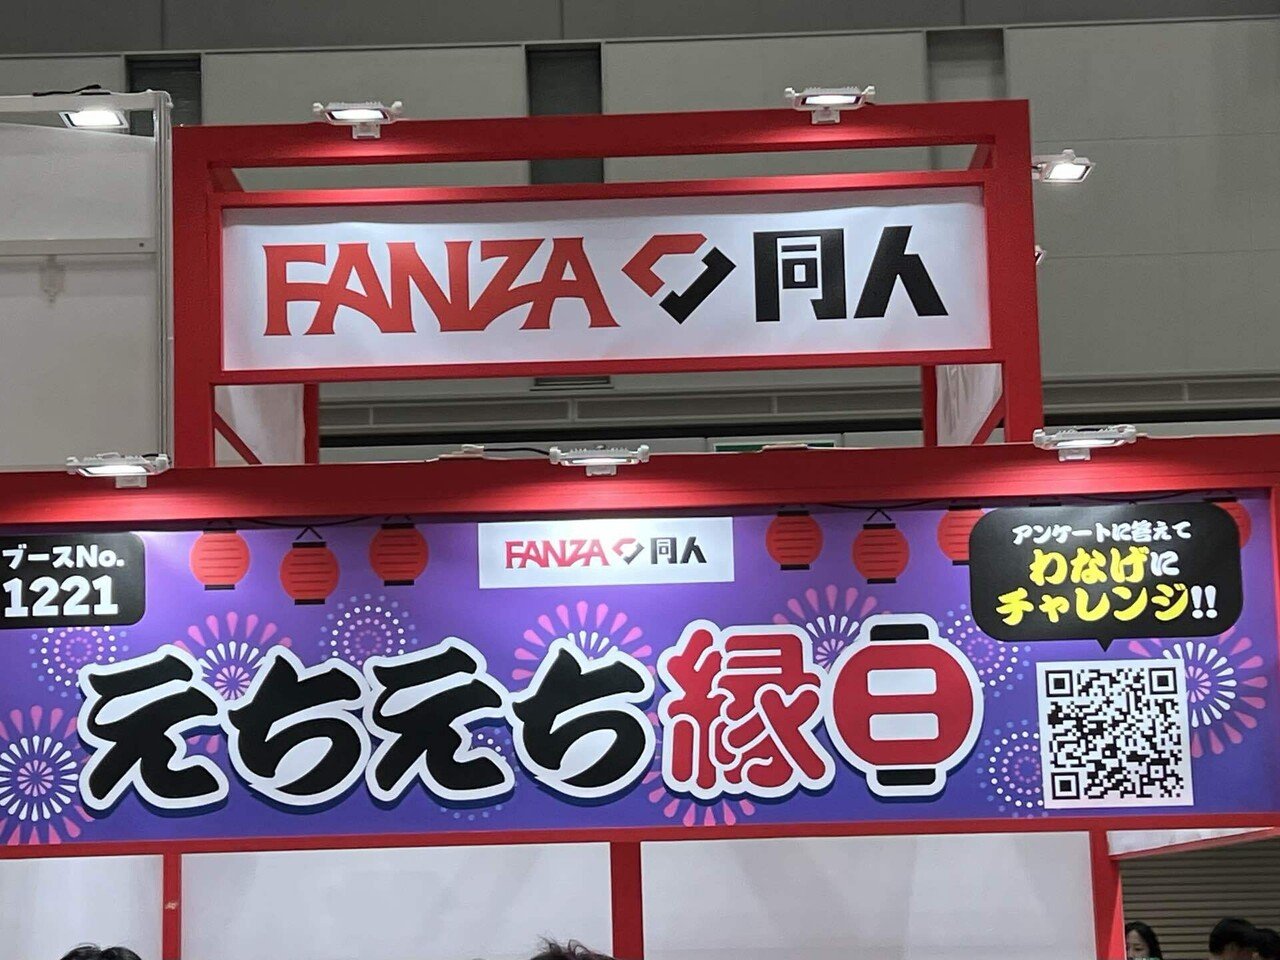 FANZA 同人
ブースNo.
1221
FANZA 同人
アンケートに答えて
わなげに
チャレンジ!!
えちえち縁日